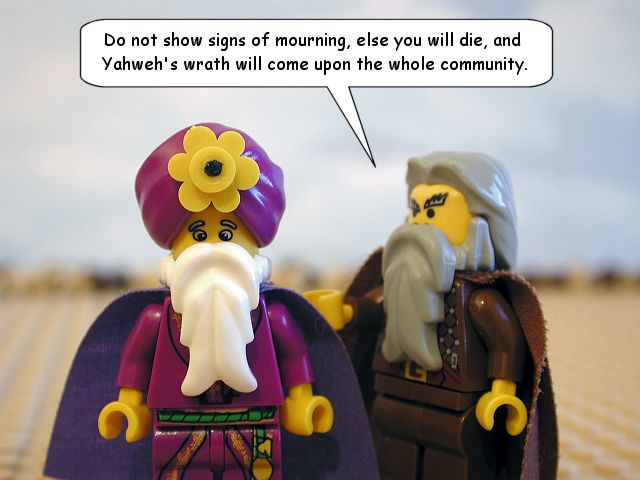 Do not show signs of mourning, else you will die, and
Yahweh's wrath will come upon the whole community.